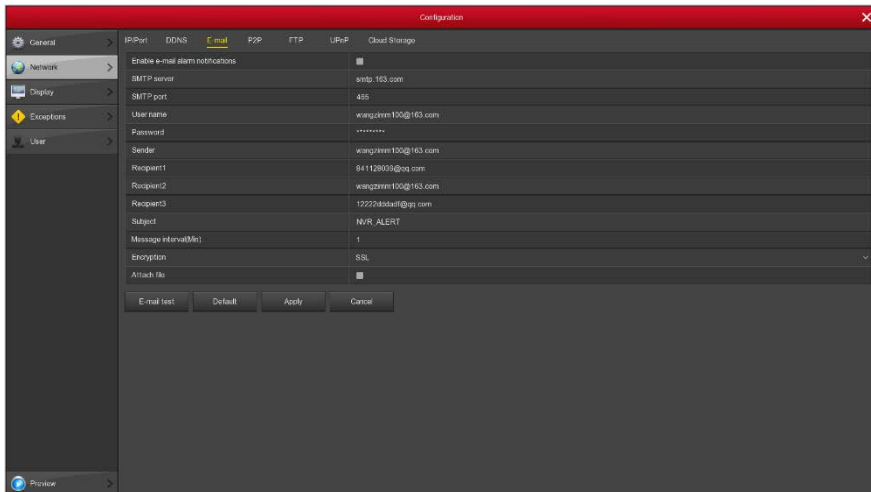 Configuration
General
Network
Display
Exceptions
User
Preview
IP/Port DDNS E-mail P2P FTP UPnP Cloud Storage
Enable e-mail alarm notifications
SMTP server smtp.163.com
SMTP port 465
User name wangzimm100@163.com
Password *********
Sender wangzimm100@163.com
Recipient1 841128036@qq.com
Recipient2 wangzimm100@163.com
Recipient3 12222dddadf@qq.com
Subject NVR_ALERT
Message interval(Min) 1
Encryption SSL
Attach file
E-mail test Default Apply Cancel